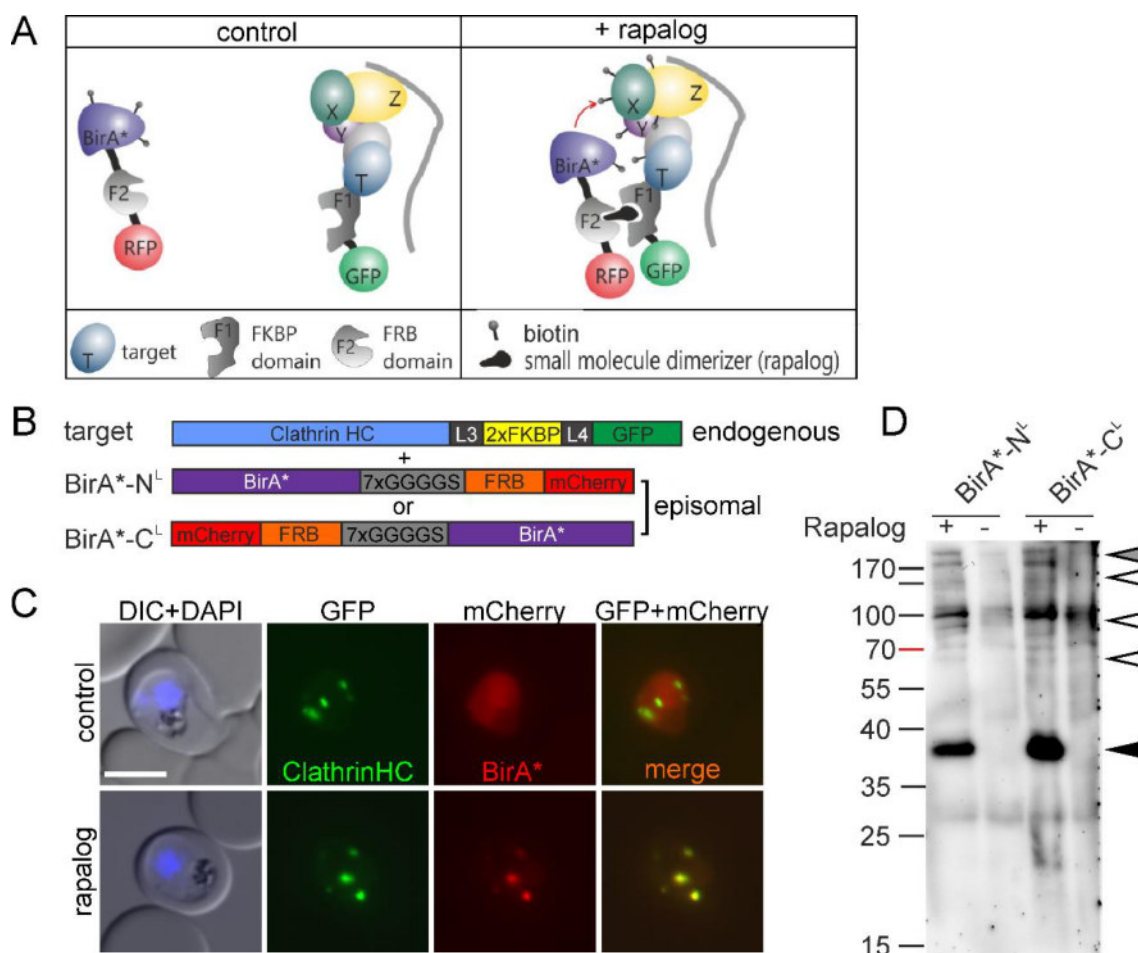 A
control
+ rapalog
BirA*
F2
RFP
X
Z
Y
T
F1
GFP
BirA*
F2
RFP
X
Z
Y
T
F1
GFP
T target
F1 FKBP domain
F2 FRB domain
biotin
small molecule dimerizer (rapalog)
B
target Clathrin HC L3 2xFKBP L4 GFP endogenous
+
BirA*-N^L BirA* 7xGGGGS FRB mCherry
or
episomal
BirA*-C^L mCherry FRB 7xGGGGS BirA*
C
DIC+DAPI GFP mCherry GFP+mCherry
control
ClathrinHC BirA* merge
rapalog
D
BirA*-N^L BirA*-C^L
Rapalog + - + -
170
100
70
55
40
35
25
15